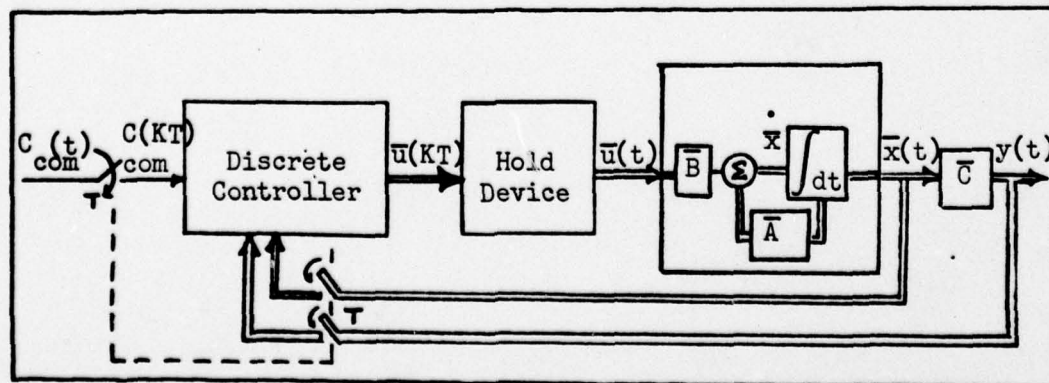 C com (t)
C(KT) com
T
Discrete Controller
u̅(KT)
Hold Device
u̅(t)
B̅
Σ
ẋ̅
∫dt
A̅
x̅(t)
C̅
y(t)
T